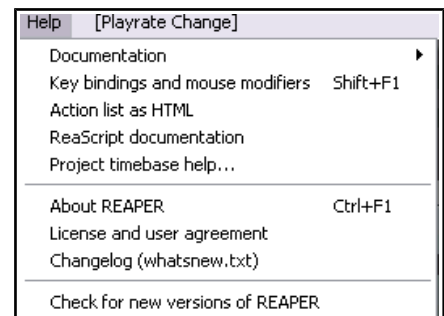 Help [Playrate Change]
Documentation
Key bindings and mouse modifiers Shift+F1
Action list as HTML
ReaScript documentation
Project timebase help...
About REAPER Ctrl+F1
License and user agreement
Changelog (whatsnew.txt)
Check for new versions of REAPER